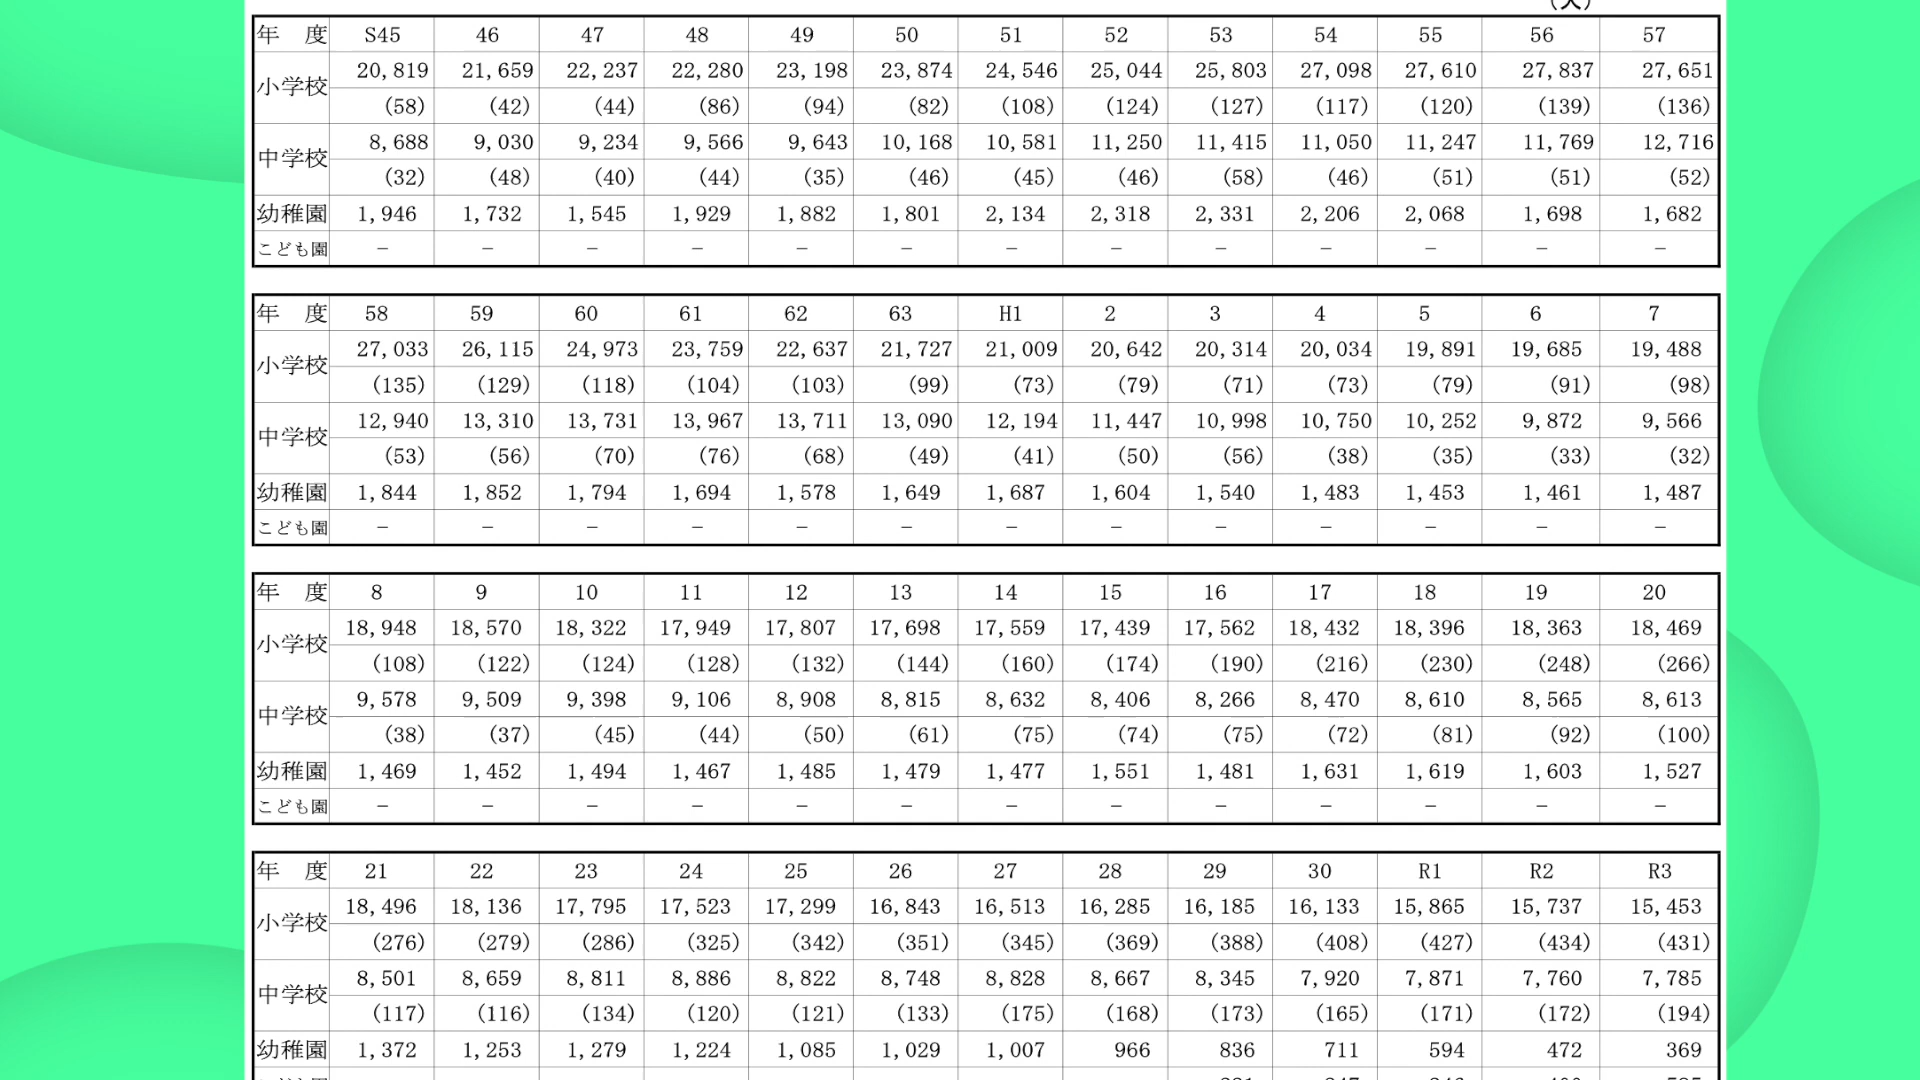 (人)
年 度 S45 46 47 48 49 50 51 52 53 54 55 56 57
小学校 20,819 21,659 22,237 22,280 23,198 23,874 24,546 25,044 25,803 27,098 27,610 27,837 27,651
(58) (42) (44) (86) (94) (82) (108) (124) (127) (117) (120) (139) (136)
中学校 8,688 9,030 9,234 9,566 9,643 10,168 10,581 11,250 11,415 11,050 11,247 11,769 12,716
(32) (48) (40) (44) (35) (46) (45) (46) (58) (46) (51) (51) (52)
幼稚園 1,946 1,732 1,545 1,929 1,882 1,801 2,134 2,318 2,331 2,206 2,068 1,698 1,682
こども園 － － － － － － － － － － － － －
年 度 58 59 60 61 62 63 H1 2 3 4 5 6 7
小学校 27,033 26,115 24,973 23,759 22,637 21,727 21,009 20,642 20,314 20,034 19,891 19,685 19,488
(135) (129) (118) (104) (103) (99) (73) (79) (71) (73) (79) (91) (98)
中学校 12,940 13,310 13,731 13,967 13,711 13,090 12,194 11,447 10,998 10,750 10,252 9,872 9,566
(53) (56) (70) (76) (68) (49) (41) (50) (56) (38) (35) (33) (32)
幼稚園 1,844 1,852 1,794 1,694 1,578 1,649 1,687 1,604 1,540 1,483 1,453 1,461 1,487
こども園 － － － － － － － － － － － － －
年 度 8 9 10 11 12 13 14 15 16 17 18 19 20
小学校 18,948 18,570 18,322 17,949 17,807 17,698 17,559 17,439 17,562 18,432 18,396 18,363 18,469
(108) (122) (124) (128) (132) (144) (160) (174) (190) (216) (230) (248) (266)
中学校 9,578 9,509 9,398 9,106 8,908 8,815 8,632 8,406 8,266 8,470 8,610 8,565 8,613
(38) (37) (45) (44) (50) (61) (75) (74) (75) (72) (81) (92) (100)
幼稚園 1,469 1,452 1,494 1,467 1,485 1,479 1,477 1,551 1,481 1,631 1,619 1,603 1,527
こども園 － － － － － － － － － － － － －
年 度 21 22 23 24 25 26 27 28 29 30 R1 R2 R3
小学校 18,496 18,136 17,795 17,523 17,299 16,843 16,513 16,285 16,185 16,133 15,865 15,737 15,453
(276) (279) (286) (325) (342) (351) (345) (369) (388) (408) (427) (434) (431)
中学校 8,501 8,659 8,811 8,886 8,822 8,748 8,828 8,667 8,345 7,920 7,871 7,760 7,785
(117) (116) (134) (120) (121) (133) (175) (168) (173) (165) (171) (172) (194)
幼稚園 1,372 1,253 1,279 1,224 1,085 1,029 1,007 966 836 711 594 472 369